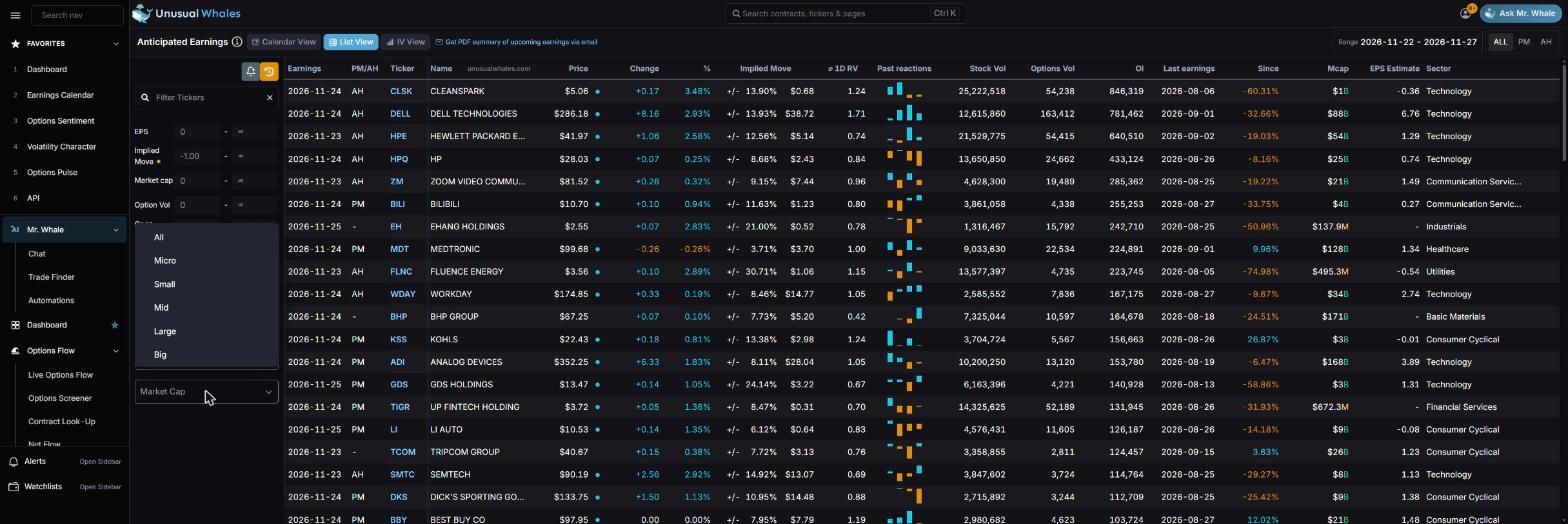 Search nav
Unusual Whales
Search contracts, tickers & pages Ctrl K
9+
Ask Mr. Whale
FAVORITES
1 Dashboard
2 Earnings Calendar
3 Options Sentiment
4 Volatility Character
5 Options Pulse
6 API
AI Mr. Whale
Chat
Trade Finder
Automations
Dashboard
Options Flow
Live Options Flow
Options Screener
Contract Look-Up
Net Flow
Alerts Open Sidebar
Watchlists Open Sidebar
Anticipated Earnings Calendar View List View IV View Get PDF summary of upcoming earnings via email
Range 2026-11-22 - 2026-11-27 ALL PM AH
Filter Tickers
EPS 0 - ∞
Implied Move * -1.00 - ∞
Market cap 0 - ∞
Option Vol 0 - ∞
All
Micro
Small
Mid
Large
Big
Market Cap
Earnings PM/AH Ticker Name unusualwhales.com Price Change % Implied Move ⌀ 1D RV Past reactions Stock Vol Options Vol OI Last earnings Since Mcap EPS Estimate Sector
2026-11-24 AH CLSK CLEANSPARK $5.06 +0.17 3.48% +/- 13.90% $0.68 1.24 25,222,518 54,238 846,319 2026-08-06 -60.31% $1B -0.36 Technology
2026-11-24 AH DELL DELL TECHNOLOGIES $286.18 +8.16 2.93% +/- 13.93% $38.72 1.71 12,615,860 163,412 781,462 2026-09-01 -32.66% $88B 6.76 Technology
2026-11-23 AH HPE HEWLETT PACKARD E... $41.97 +1.06 2.58% +/- 12.56% $5.14 0.74 21,529,775 54,415 640,510 2026-09-02 -19.03% $54B 1.29 Technology
2026-11-24 AH HPQ HP $28.03 +0.07 0.25% +/- 8.68% $2.43 0.84 13,650,850 24,662 433,124 2026-08-26 -8.16% $25B 0.74 Technology
2026-11-23 AH ZM ZOOM VIDEO COMMU... $81.52 +0.26 0.32% +/- 9.15% $7.44 0.96 4,628,300 19,489 285,362 2026-08-25 -19.22% $21B 1.49 Communication Servic...
2026-11-24 PM BILI BILIBILI $10.70 +0.10 0.94% +/- 11.63% $1.23 0.80 3,861,058 4,338 255,253 2026-08-27 -33.75% $4B 0.27 Communication Servic...
2026-11-25 - EH EHANG HOLDINGS $2.55 +0.07 2.83% +/- 21.00% $0.52 0.78 1,316,467 15,792 242,710 2026-08-25 -50.96% $137.9M - Industrials
2026-11-24 PM MDT MEDTRONIC $99.68 -0.26 -0.26% +/- 3.71% $3.70 1.00 9,033,630 22,534 224,891 2026-09-01 9.96% $128B 1.34 Healthcare
2026-11-23 AH FLNC FLUENCE ENERGY $3.56 +0.10 2.89% +/- 30.71% $1.06 1.15 13,577,397 4,735 223,745 2026-08-05 -74.98% $495.3M -0.54 Utilities
2026-11-24 AH WDAY WORKDAY $174.85 +0.33 0.19% +/- 8.46% $14.77 1.05 2,585,552 7,836 167,175 2026-08-27 -9.67% $34B 2.74 Technology
2026-11-24 - BHP BHP GROUP $67.25 +0.07 0.10% +/- 7.73% $5.20 0.42 7,325,044 10,597 164,678 2026-08-18 -24.51% $171B - Basic Materials
2026-11-24 PM KSS KOHLS $22.43 +0.18 0.81% +/- 13.38% $2.98 1.24 3,704,724 5,567 156,663 2026-08-26 26.87% $3B -0.01 Consumer Cyclical
2026-11-24 PM ADI ANALOG DEVICES $352.25 +6.33 1.83% +/- 8.11% $28.04 1.05 10,200,250 13,120 153,780 2026-08-19 -6.47% $168B 3.89 Technology
2026-11-25 PM GDS GDS HOLDINGS $13.47 +0.14 1.05% +/- 24.14% $3.22 0.67 6,163,396 4,221 140,928 2026-08-13 -58.86% $3B 1.31 Technology
2026-11-24 PM TIGR UP FINTECH HOLDING $3.72 +0.05 1.36% +/- 8.47% $0.31 0.70 14,325,625 52,189 131,945 2026-08-26 -31.93% $672.3M - Financial Services
2026-11-25 PM LI LI AUTO $10.53 +0.14 1.35% +/- 6.12% $0.64 0.83 4,576,431 11,605 126,187 2026-08-26 -14.18% $9B -0.08 Consumer Cyclical
2026-11-23 - TCOM TRIPCOM GROUP $40.67 +0.15 0.38% +/- 7.72% $3.13 0.76 3,358,855 2,811 124,457 2026-09-15 3.63% $26B 1.23 Consumer Cyclical
2026-11-23 AH SMTC SEMTECH $90.19 +2.56 2.92% +/- 14.92% $13.07 0.69 3,847,602 3,724 114,764 2026-08-25 -29.27% $8B 1.13 Technology
2026-11-24 PM DKS DICK'S SPORTING GO... $133.75 +1.50 1.13% +/- 10.95% $14.48 0.88 2,715,892 3,244 112,709 2026-08-25 -25.42% $9B 1.38 Consumer Cyclical
2026-11-24 PM BBY BEST BUY CO $97.95 0.00 0.00% +/- 7.95% $7.79 1.19 2,980,682 4,623 103,724 2026-08-27 12.02% $21B 1.48 Consumer Cyclical